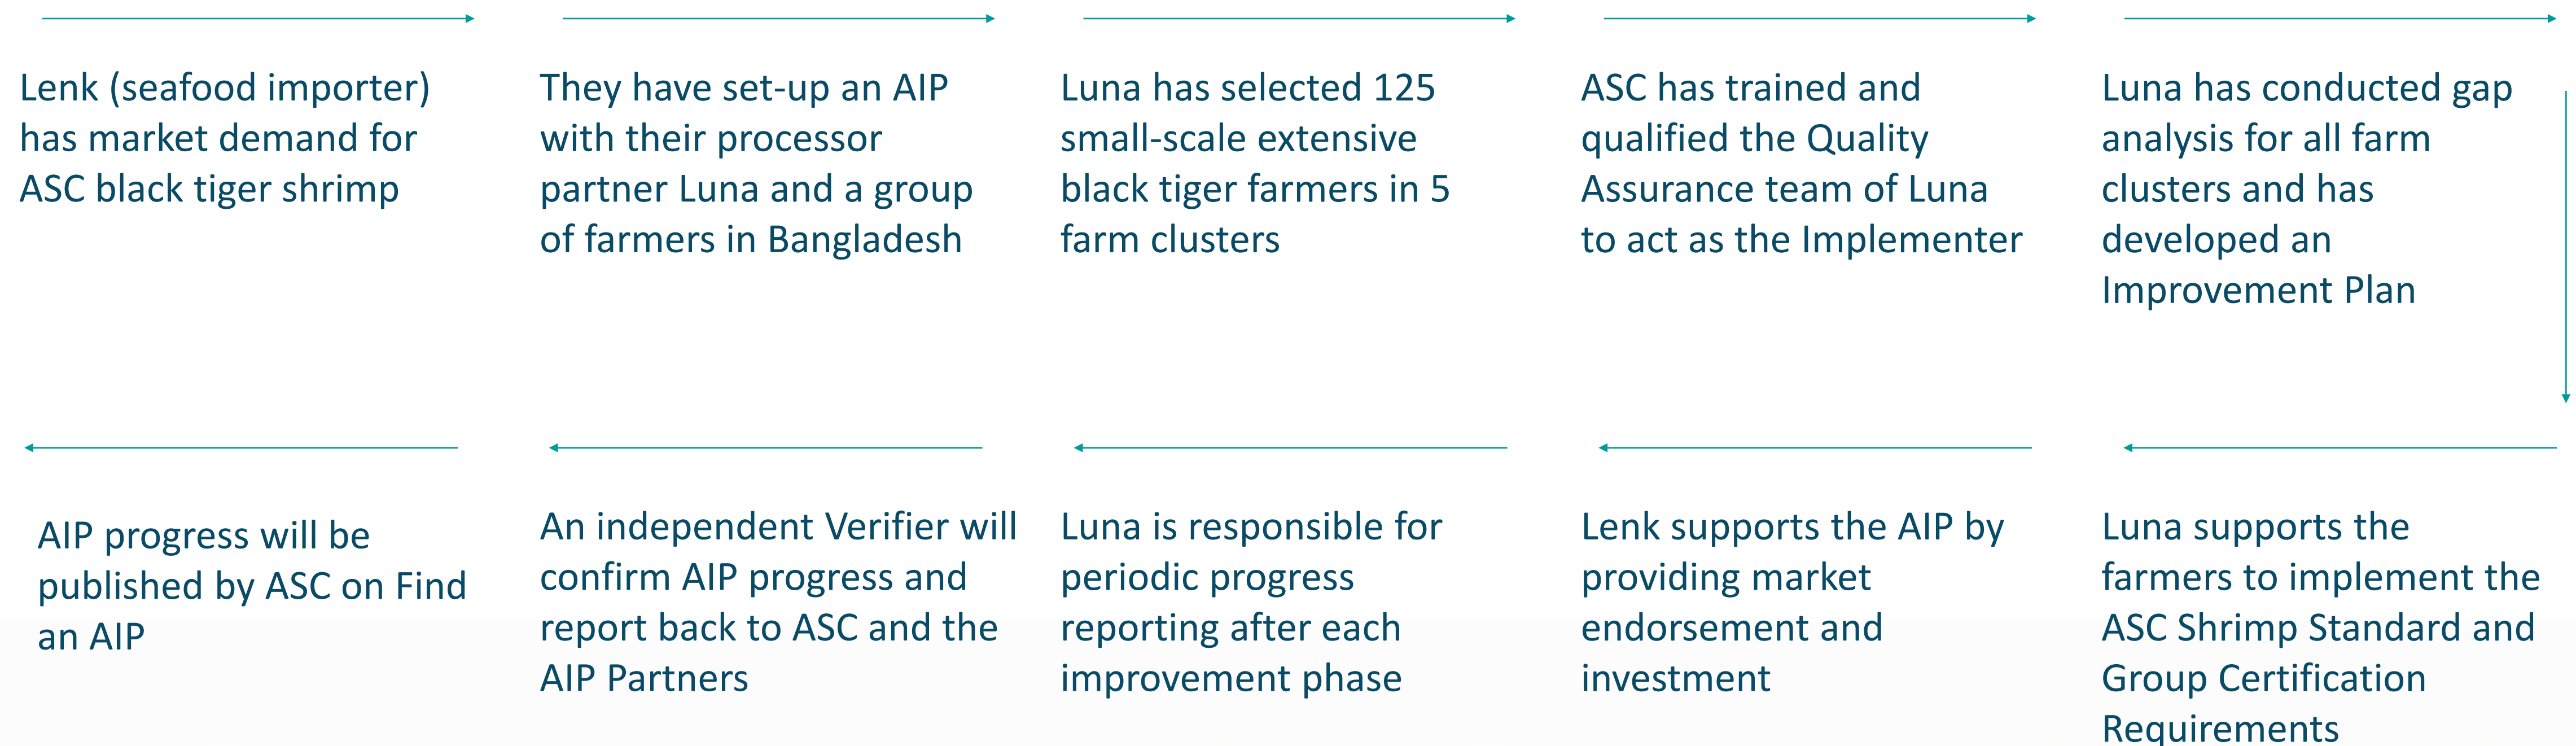 Lenk (seafood importer)
has market demand for
ASC black tiger shrimp
They have set-up an AIP
with their processor
partner Luna and a group
of farmers in Bangladesh
Luna has selected 125
small-scale extensive
black tiger farmers in 5
farm clusters
ASC has trained and
qualified the Quality
Assurance team of Luna
to act as the Implementer
Luna has conducted gap
analysis for all farm
clusters and has
developed an
Improvement Plan
Luna supports the
farmers to implement the
ASC Shrimp Standard and
Group Certification
Requirements
Lenk supports the AIP by
providing market
endorsement and
investment
Luna is responsible for
periodic progress
reporting after each
improvement phase
An independent Verifier will
confirm AIP progress and
report back to ASC and the
AIP Partners
AIP progress will be
published by ASC on Find
an AIP